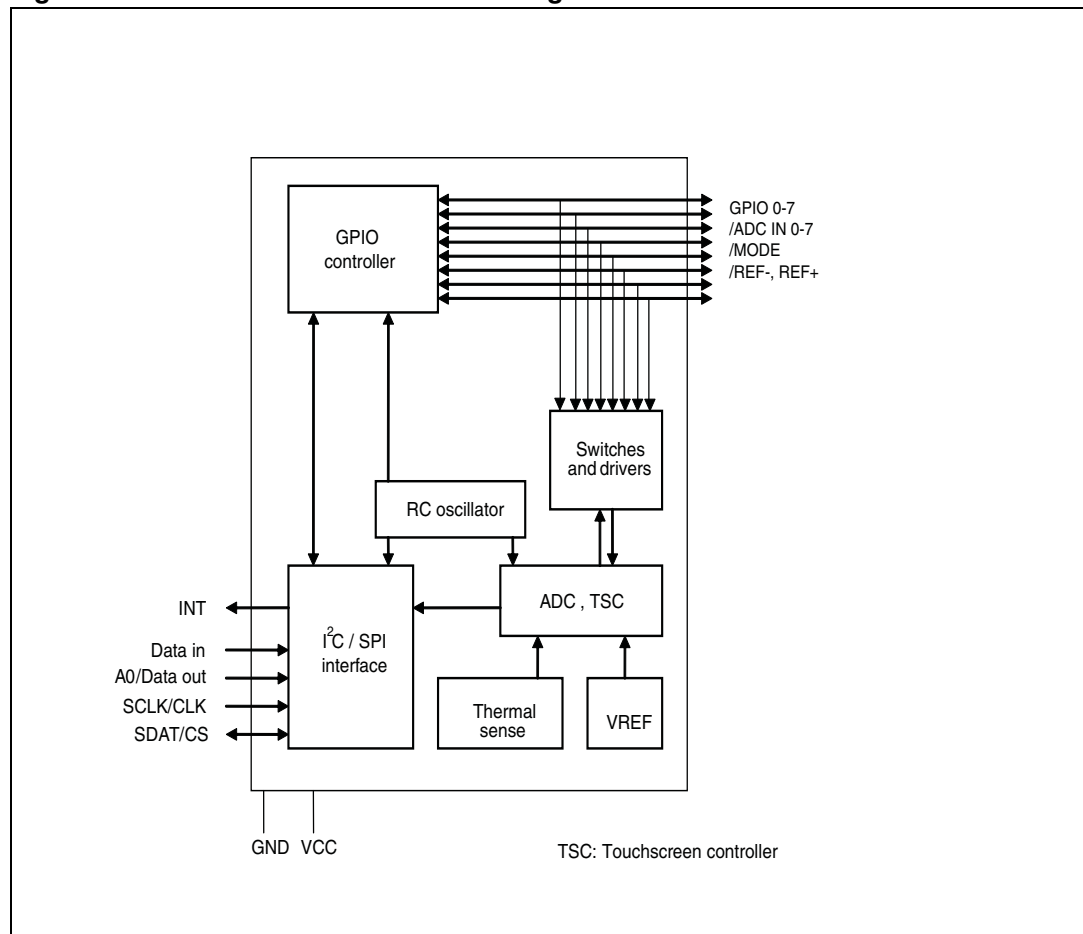 GPIO
controller
GPIO 0-7
/ADC IN 0-7
/MODE
/REF-, REF+
Switches
and drivers
RC oscillator
INT
Data in
A0/Data out
SCLK/CLK
SDAT/CS
I²C / SPI
interface
ADC , TSC
Thermal
sense
VREF
GND VCC
TSC: Touchscreen controller